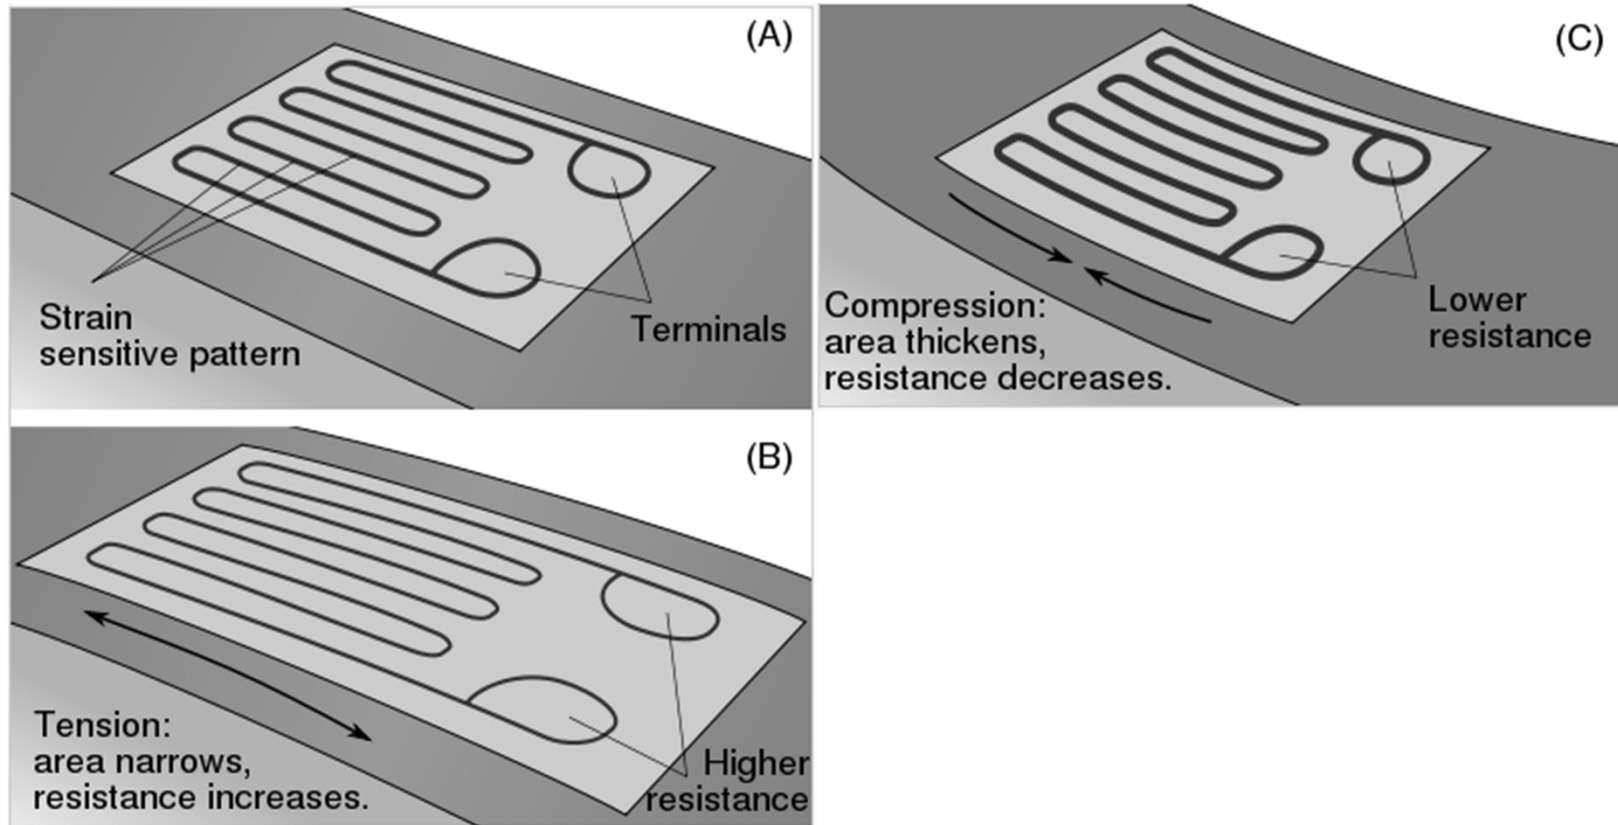 (A)
Strain
sensitive pattern
Terminals
(B)
Tension:
area narrows,
resistance increases.
Higher
resistance
(C)
Compression:
area thickens,
resistance decreases.
Lower
resistance